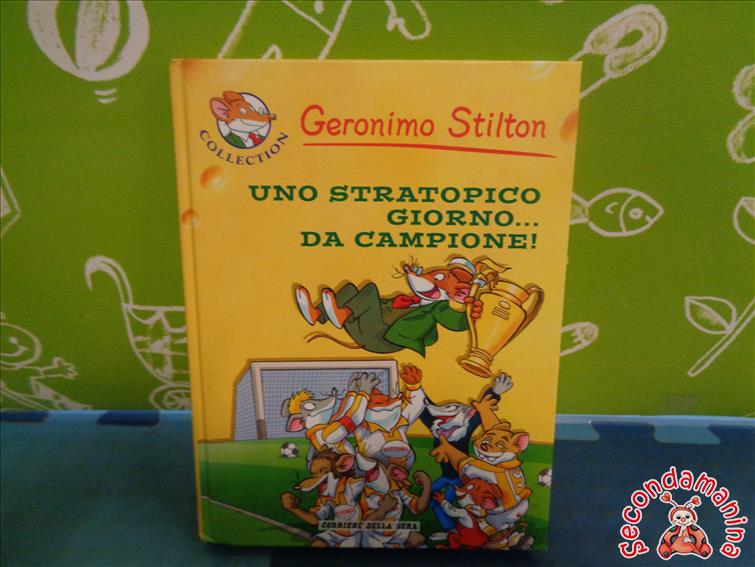 COLLECTION
Geronimo Stilton
UNO STRATOPICO
GIORNO...
DA CAMPIONE!
CORRIERE DELLA SERA
secondamanina